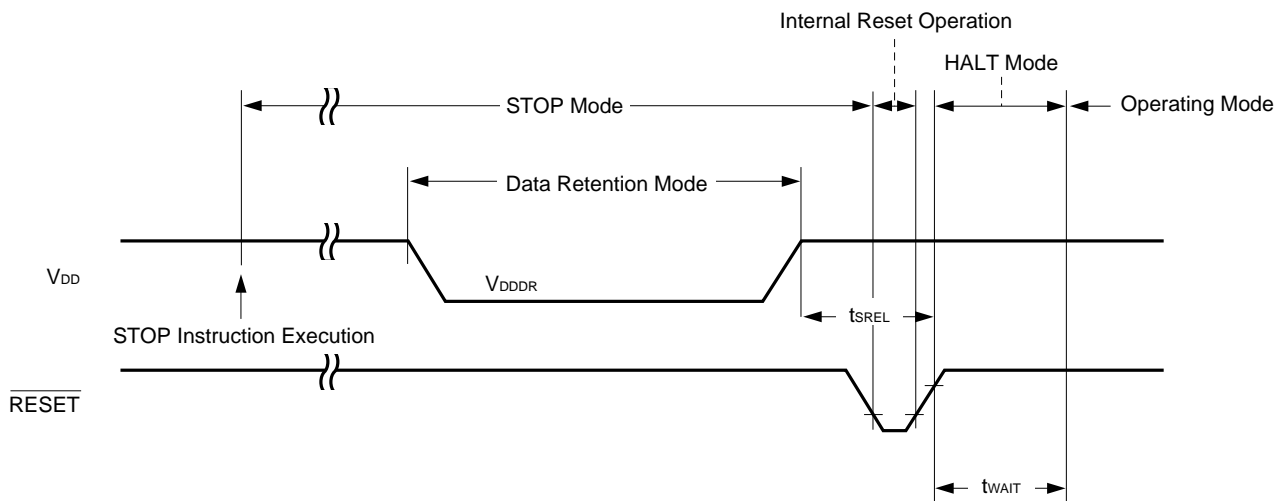 Internal Reset Operation
HALT Mode
STOP Mode
Operating Mode
Data Retention Mode
VDD
VDDDR
tSREL
STOP Instruction Execution
RESET
tWAIT